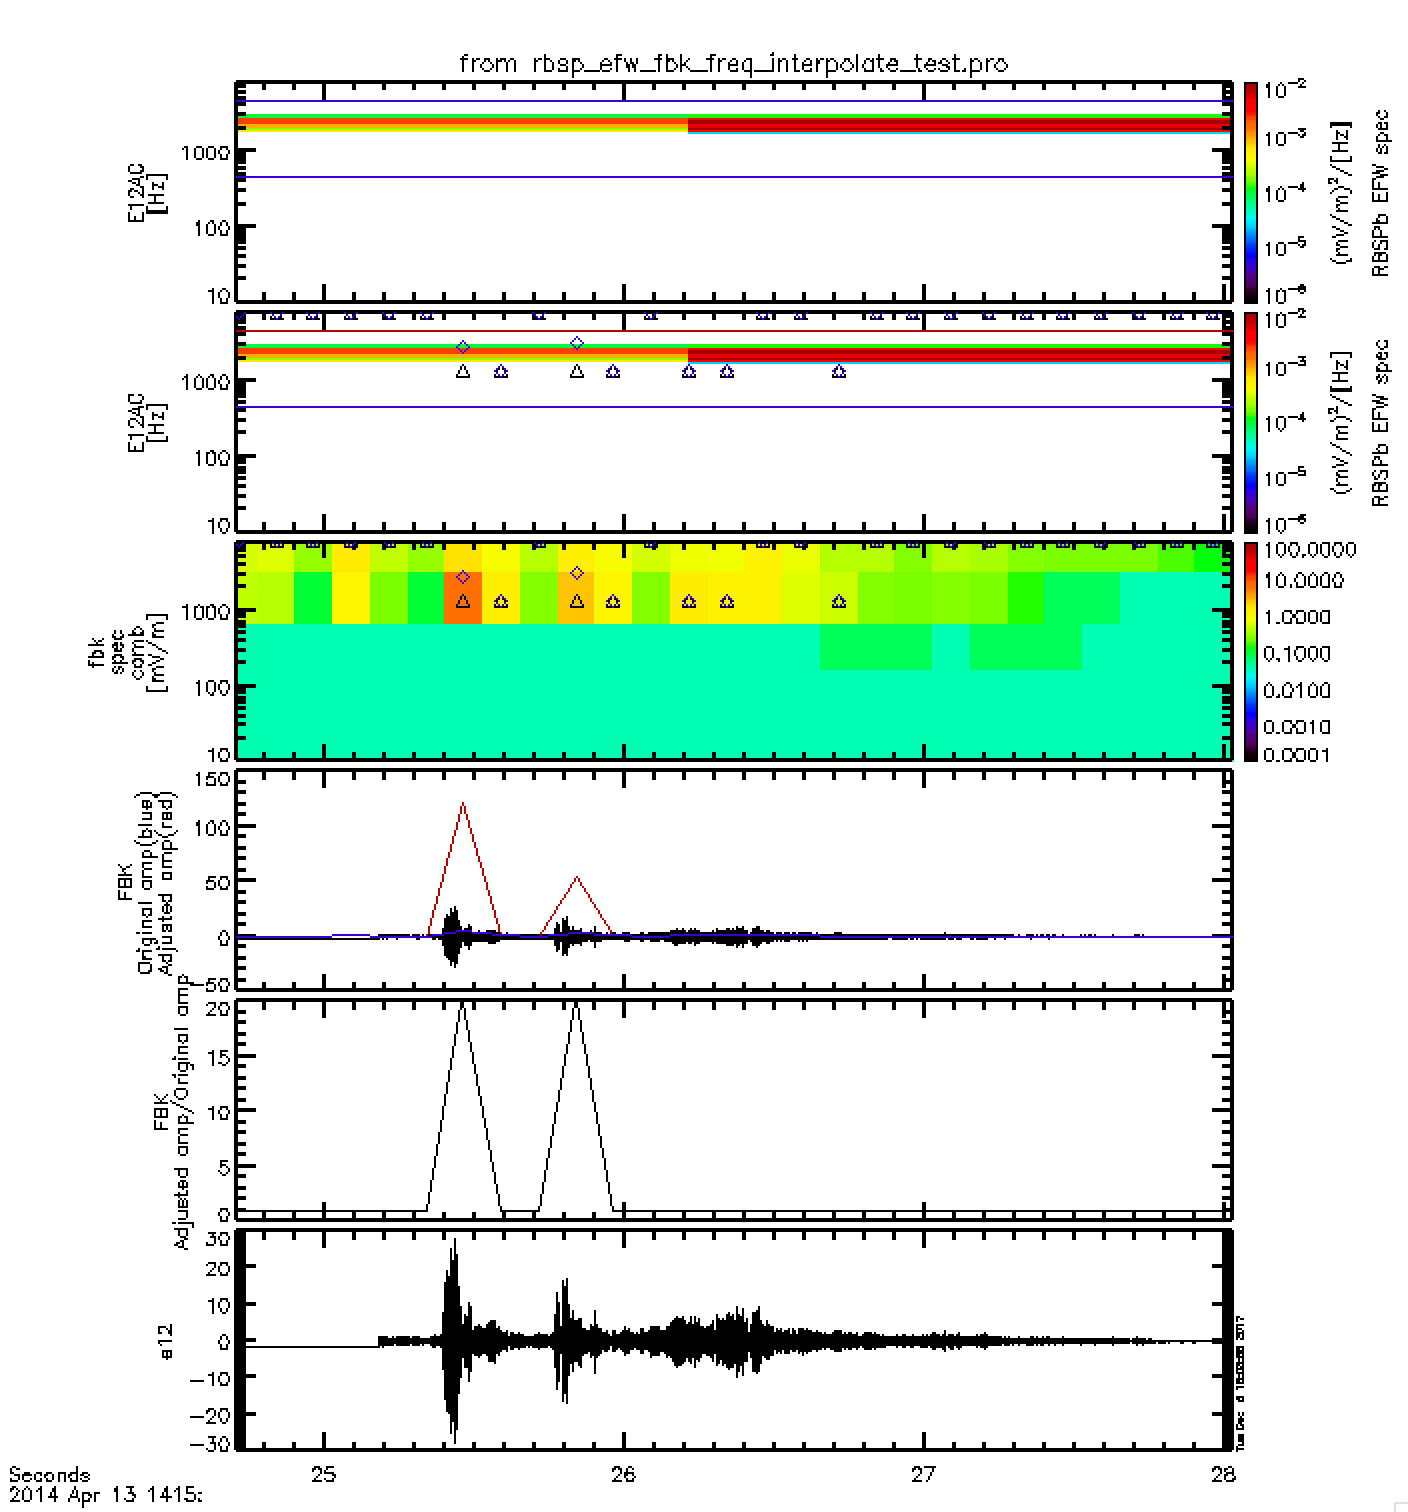 from rbsp_efw_fbk_freq_interpolate_test.pro
E12AC
[Hz]
1000
100
10
10-2
10-3
10-4
10-5
10-6
(mV/m)2/[Hz]
RBSPb EFW spec
E12AC
[Hz]
1000
100
10
10-2
10-3
10-4
10-5
10-6
(mV/m)2/[Hz]
RBSPb EFW spec
fbk
spec
comb
[mV/m]
1000
100
10
100.0000
10.0000
1.0000
0.1000
0.0100
0.0010
0.0001
FBK
Original amp(blue)
Adjusted amp(red)
150
100
50
0
-50
FBK
Adjusted amp/Original amp
20
15
10
5
0
e12
30
20
10
0
-10
-20
-30
25
26
27
28
Seconds
2014 Apr 13 1415:
Tue Dec 2017